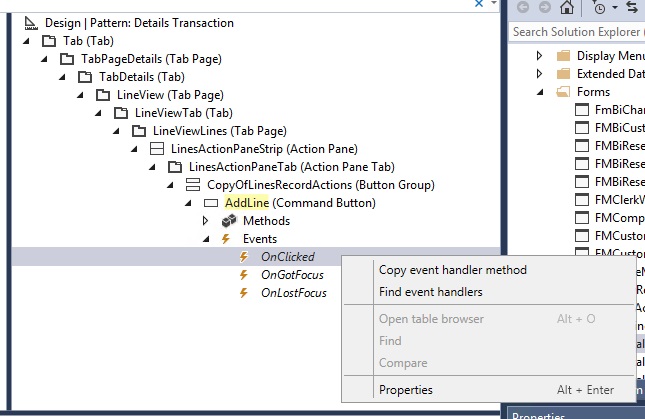 Design | Pattern: Details Transaction
Tab (Tab)
TabPageDetails (Tab Page)
TabDetails (Tab)
LineView (Tab Page)
LineViewTab (Tab)
LineViewLines (Tab Page)
LinesActionPaneStrip (Action Pane)
LinesActionPaneTab (Action Pane Tab)
CopyOfLinesRecordActions (Button Group)
AddLine (Command Button)
Methods
Events
OnClicked
OnGotFocus
OnLostFocus
Copy event handler method
Find event handlers
Open table browser Alt + O
Find
Compare
Properties Alt + Enter
Search Solution Explorer
Display Menu
Extended Dat
Forms
FmBiChar
FMBiCust
FMBiRese
FMBiRese
FMBiRese
FMClerkW
FMComp
FMCusto
FMCustom
Properties